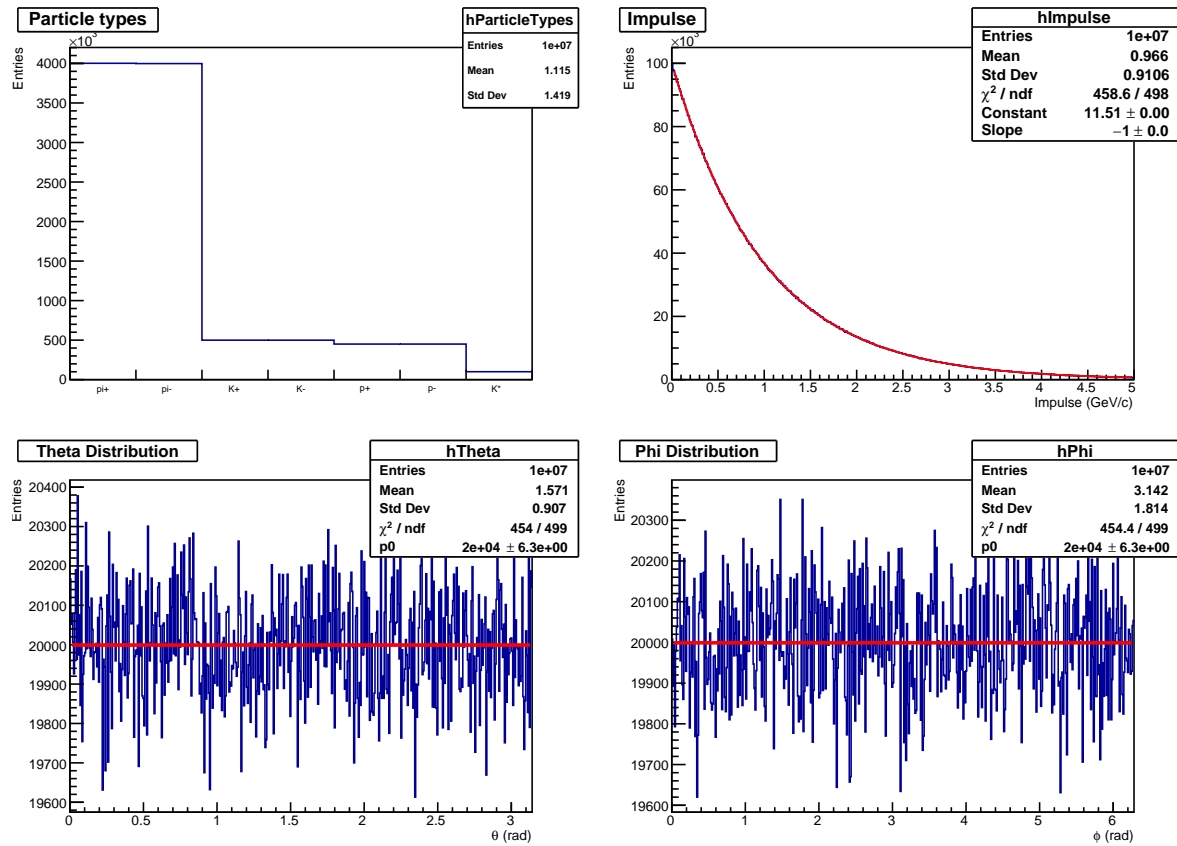 Particle types
hParticleTypes
Entries 1e+07
Mean 1.115
Std Dev 1.419
×10³
Entries
4000
3500
3000
2500
2000
1500
1000
500
0
pi+ pi- K+ K- p+ p- K*
Impulse
hImpulse
Entries 1e+07
Mean 0.966
Std Dev 0.9106
χ² / ndf 458.6 / 498
Constant 11.51 ± 0.00
Slope −1 ± 0.0
×10³
Entries
100
80
60
40
20
0
0 0.5 1 1.5 2 2.5 3 3.5 4 4.5 5
Impulse (GeV/c)
Theta Distribution
hTheta
Entries 1e+07
Mean 1.571
Std Dev 0.907
χ² / ndf 454 / 499
p0 2e+04 ± 6.3e+00
Entries
20400
20300
20200
20100
20000
19900
19800
19700
19600
0 0.5 1 1.5 2 2.5 3
θ (rad)
Phi Distribution
hPhi
Entries 1e+07
Mean 3.142
Std Dev 1.814
χ² / ndf 454.4 / 499
p0 2e+04 ± 6.3e+00
Entries
20300
20200
20100
20000
19900
19800
19700
19600
0 1 2 3 4 5 6
ϕ (rad)